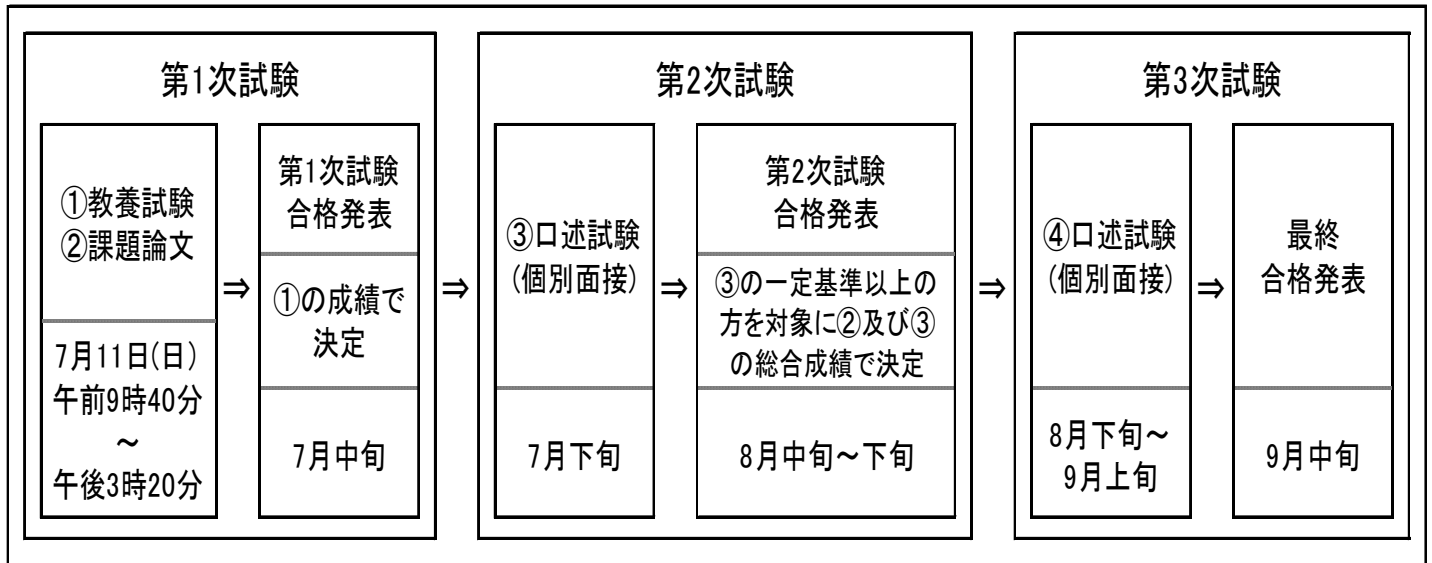 第1次試験
①教養試験
②課題論文
7月11日(日)
午前9時40分
～
午後3時20分
⇒
第1次試験
合格発表
①の成績で
決定
7月中旬
⇒
第2次試験
③口述試験
(個別面接)
7月下旬
⇒
第2次試験
合格発表
③の一定基準以上の
方を対象に②及び③
の総合成績で決定
8月中旬～下旬
⇒
第3次試験
④口述試験
(個別面接)
8月下旬～
9月上旬
⇒
最終
合格発表
9月中旬